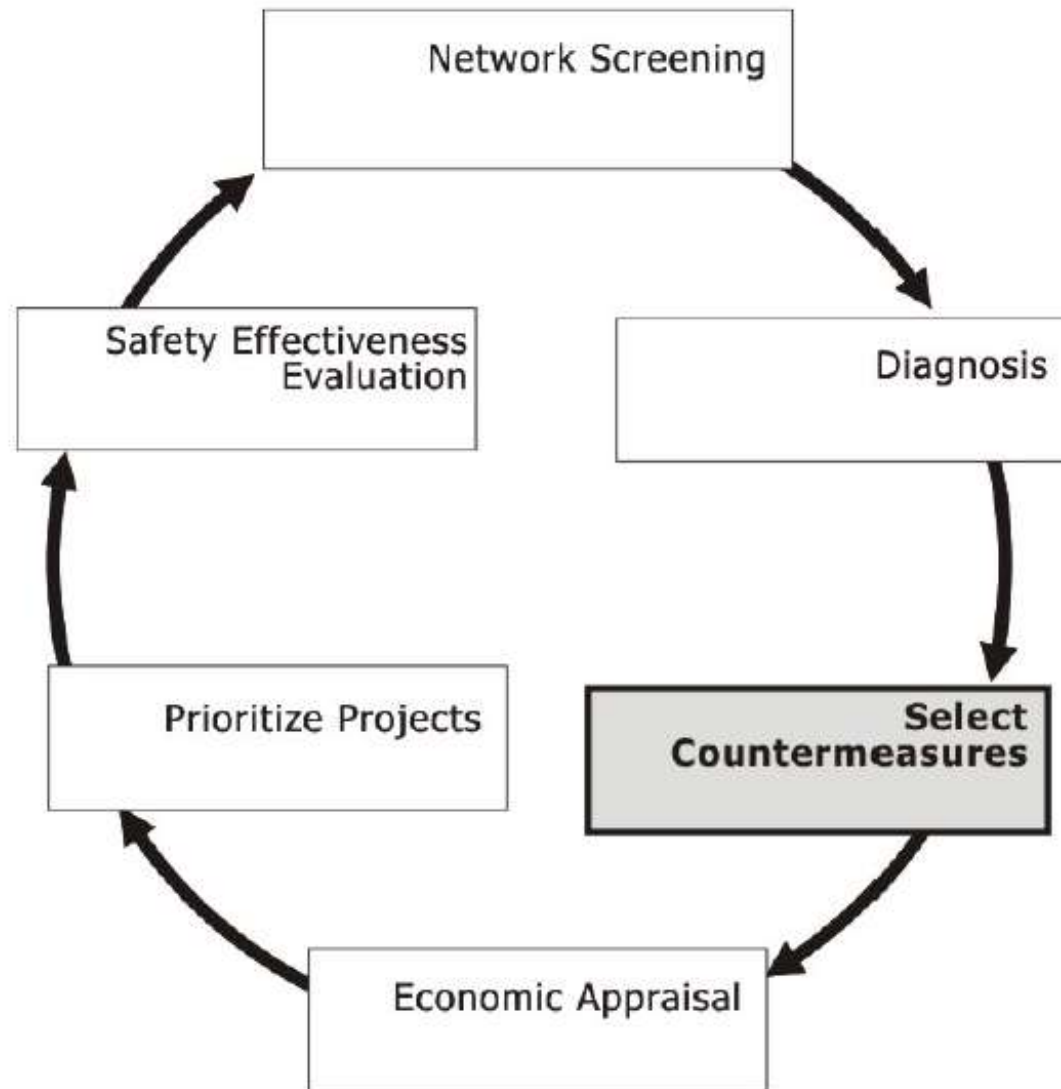 Network Screening
Diagnosis
Select
Countermeasures
Economic Appraisal
Prioritize Projects
Safety Effectiveness
Evaluation